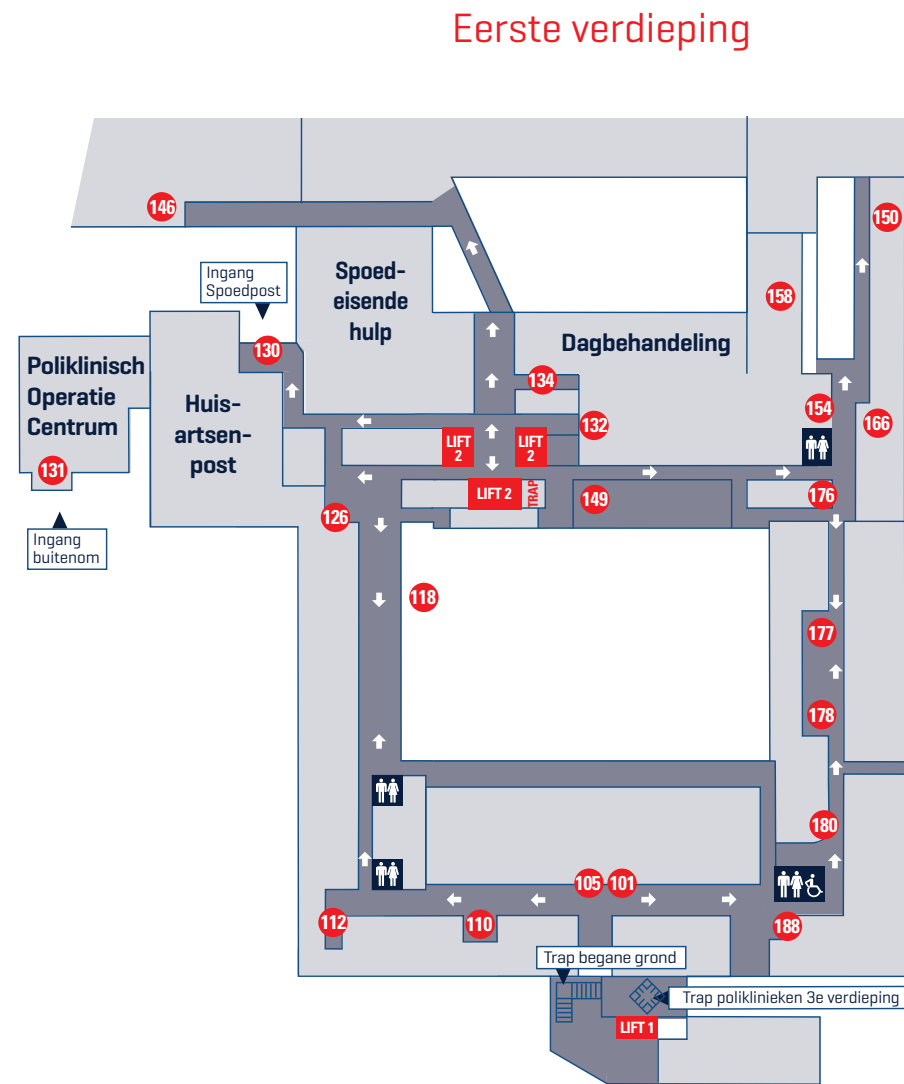 Eerste verdieping
146
150
Ingang
Spoedpost
Spoed-
eisende
hulp
158
130
Dagbehandeling
Poliklinisch
Operatie
Centrum
134
Huis-
artsen-
post
154
166
132
LIFT
2
LIFT
2
131
LIFT 2
TRAP
149
176
126
Ingang
buitenom
118
177
178
180
105
101
112
110
188
Trap begane grond
Trap poliklinieken 3e verdieping
LIFT 1